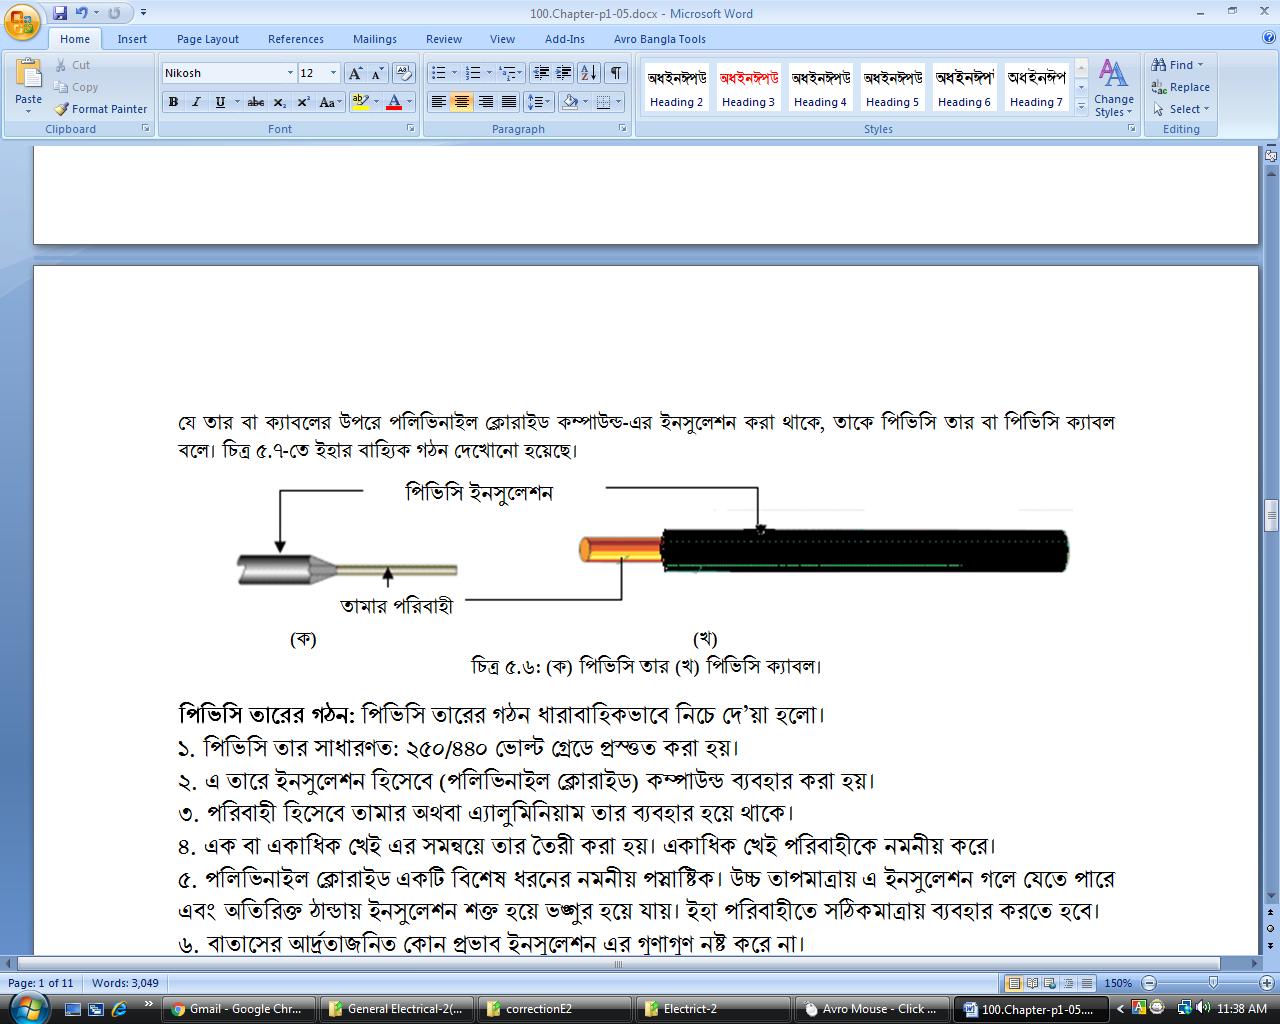 100.Chapter-p1-05.docx - Microsoft Word
Home Insert Page Layout References Mailings Review View Add-Ins Avro Bangla Tools
Paste
Cut
Copy
Format Painter
Clipboard
Nikosh 12
Font
Paragraph
অধইনঈপউ অধইনঈপউ অধইনঈপউ অধইনঈপউ অধইনঈপ অধইনঈপ
Heading 2 Heading 3 Heading 4 Heading 5 Heading 6 Heading 7
Styles
Change Styles
Find
Replace
Select
Editing
যে তার বা ক্যাবলের উপরে পলিভিনাইল ক্লোরাইড কম্পাউন্ড-এর ইনসুলেশন করা থাকে, তাকে পিভিসি তার বা পিভিসি ক্যাবল
বলে। চিত্র ৫.৭-তে ইহার বাহ্যিক গঠন দেখোনো হয়েছে।
পিভিসি ইনসুলেশন
তামার পরিবাহী
(ক) (খ)
চিত্র ৫.৬: (ক) পিভিসি তার (খ) পিভিসি ক্যাবল।
পিভিসি তারের গঠন: পিভিসি তারের গঠন ধারাবাহিকভাবে নিচে দে’য়া হলো।
১. পিভিসি তার সাধারণত: ২৫০/৪৪০ ভোল্ট গ্রেডে প্রস্তুত করা হয়।
২. এ তারে ইনসুলেশন হিসেবে (পলিভিনাইল ক্লোরাইড) কম্পাউন্ড ব্যবহার করা হয়।
৩. পরিবাহী হিসেবে তামার অথবা এ্যালুমিনিয়াম তার ব্যবহার হয়ে থাকে।
৪. এক বা একাধিক খেই এর সমন্বয়ে তার তৈরী করা হয়। একাধিক খেই পরিবাহীকে নমনীয় করে।
৫. পলিভিনাইল ক্লোরাইড একটি বিশেষ ধরনের নমনীয় পস্নাষ্টিক। উচ্চ তাপমাত্রায় এ ইনসুলেশন গলে যেতে পারে
এবং অতিরিক্ত ঠান্ডায় ইনসুলেশন শক্ত হয়ে ভঙ্গুর হয়ে যায়। ইহা পরিবাহীতে সঠিকমাত্রায় ব্যবহার করতে হবে।
৬. বাতাসের আর্দ্রতাজনিত কোন প্রভাব ইনসুলেশন এর গুণাগুণ নষ্ট করে না।
Page: 1 of 11 Words: 3,049 150%
Gmail - Google Chr... General Electrical-2(... correctionE2 Electrict-2 Avro Mouse - Click ... 100.Chapter-p1-05.... 11:38 AM